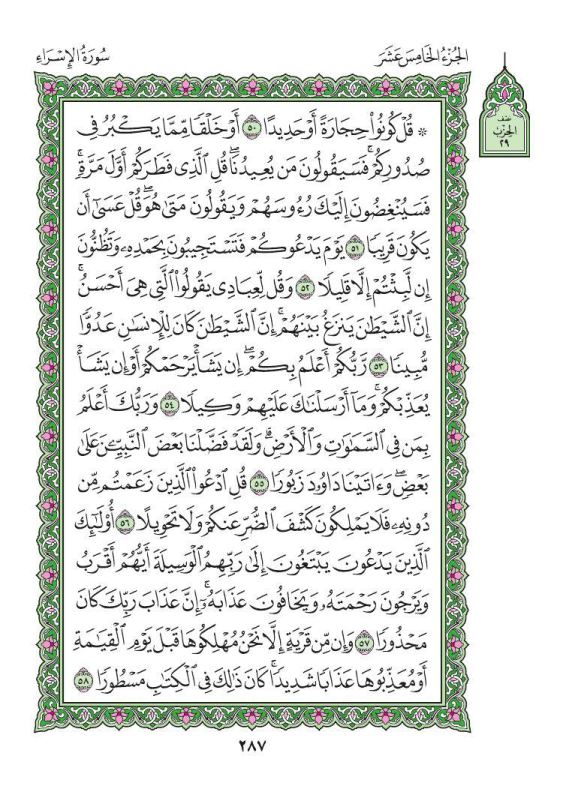 الجُزْءُ الخَامِسَ عَشَرَ
سُورَةُ الإِسْرَاءِ
نصف
الحِزْب
٢٩
۞ قُلْ كُونُواْ حِجَارَةً أَوْ حَدِيدًا ٥٠ أَوْ خَلْقًا مِّمَّا يَكْبُرُ فِي
صُدُورِكُمْۚ فَسَيَقُولُونَ مَن يُعِيدُنَاۖ قُلِ ٱلَّذِي فَطَرَكُمْ أَوَّلَ مَرَّةٍۚ
فَسَيُنْغِضُونَ إِلَيْكَ رُءُوسَهُمْ وَيَقُولُونَ مَتَىٰ هُوَۖ قُلْ عَسَىٰٓ أَن
يَكُونَ قَرِيبًا ٥١ يَوْمَ يَدْعُوكُمْ فَتَسْتَجِيبُونَ بِحَمْدِهِۦ وَتَظُنُّونَ
إِن لَّبِثْتُمْ إِلَّا قَلِيلًا ٥٢ وَقُل لِّعِبَادِي يَقُولُواْ ٱلَّتِي هِيَ أَحْسَنُۚ
إِنَّ ٱلشَّيْطَٰنَ يَنزَغُ بَيْنَهُمْۚ إِنَّ ٱلشَّيْطَٰنَ كَانَ لِلْإِنسَٰنِ عَدُوًّا
مُّبِينًا ٥٣ رَّبُّكُمْ أَعْلَمُ بِكُمْۖ إِن يَشَأْ يَرْحَمْكُمْ أَوْ إِن يَشَأْ
يُعَذِّبْكُمْۚ وَمَآ أَرْسَلْنَٰكَ عَلَيْهِمْ وَكِيلًا ٥٤ وَرَبُّكَ أَعْلَمُ
بِمَن فِي ٱلسَّمَٰوَٰتِ وَٱلْأَرْضِۗ وَلَقَدْ فَضَّلْنَا بَعْضَ ٱلنَّبِيِّـۧنَ عَلَىٰ
بَعْضٖۖ وَءَاتَيْنَا دَاوُۥدَ زَبُورًا ٥٥ قُلِ ٱدْعُواْ ٱلَّذِينَ زَعَمْتُم مِّن
دُونِهِۦ فَلَا يَمْلِكُونَ كَشْفَ ٱلضُّرِّ عَنكُمْ وَلَا تَحْوِيلًا ٥٦ أُوْلَٰٓئِكَ
ٱلَّذِينَ يَدْعُونَ يَبْتَغُونَ إِلَىٰ رَبِّهِمُ ٱلْوَسِيلَةَ أَيُّهُمْ أَقْرَبُ
وَيَرْجُونَ رَحْمَتَهُۥ وَيَخَافُونَ عَذَابَهُۥٓۚ إِنَّ عَذَابَ رَبِّكَ كَانَ
مَحْذُورًا ٥٧ وَإِن مِّن قَرْيَةٍ إِلَّا نَحْنُ مُهْلِكُوهَا قَبْلَ يَوْمِ ٱلْقِيَٰمَةِ
أَوْ مُعَذِّبُوهَا عَذَابًا شَدِيدًاۚ كَانَ ذَٰلِكَ فِي ٱلْكِتَٰبِ مَسْطُورًا ٥٨
٢٨٧